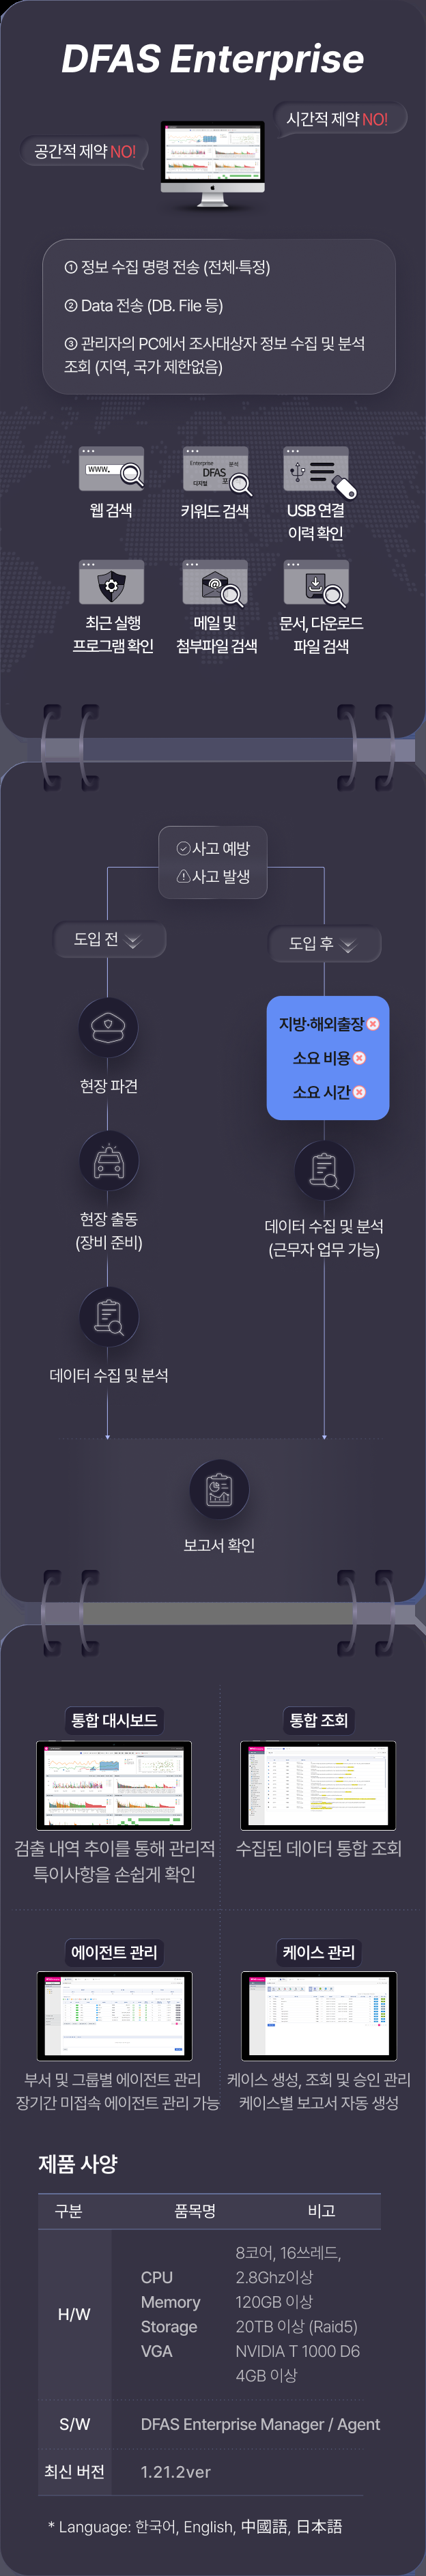 DFAS Enterprise
시간적 제약 NO!
공간적 제약 NO!
① 정보 수집 명령 전송 (전체·특정)
② Data 전송 (DB. File 등)
③ 관리자의 PC에서 조사대상자 정보 수집 및 분석
조회 (지역, 국가 제한없음)
www.
Enterprise
분석
DFAS
디지털
포
웹 검색
키워드 검색
USB 연결
이력 확인
최근 실행
프로그램 확인
메일 및
첨부파일 검색
문서, 다운로드
파일 검색
사고 예방
사고 발생
도입 전
도입 후
지방·해외출장
소요 비용
소요 시간
현장 파견
현장 출동
(장비 준비)
데이터 수집 및 분석
(근무자 업무 가능)
데이터 수집 및 분석
보고서 확인
통합 대시보드
통합 조회
검출 내역 추이를 통해 관리적
특이사항을 손쉽게 확인
수집된 데이터 통합 조회
에이전트 관리
케이스 관리
부서 및 그룹별 에이전트 관리
장기간 미접속 에이전트 관리 가능
케이스 생성, 조회 및 승인 관리
케이스별 보고서 자동 생성
제품 사양
구분 품목명 비고
H/W
CPU
Memory
Storage
VGA
8코어, 16쓰레드,
2.8Ghz이상
120GB 이상
20TB 이상 (Raid5)
NVIDIA T 1000 D6
4GB 이상
S/W DFAS Enterprise Manager / Agent
최신 버전 1.21.2ver
* Language: 한국어, English, 中國語, 日本語